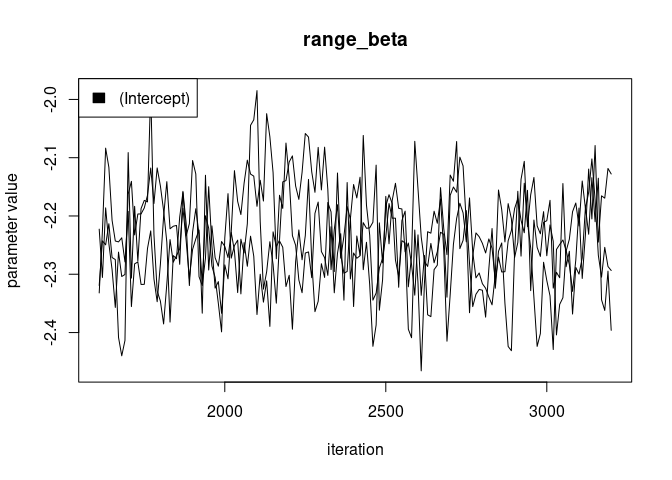 range_beta
(Intercept)
parameter value
-2.0
-2.1
-2.2
-2.3
-2.4
2000
2500
3000
iteration